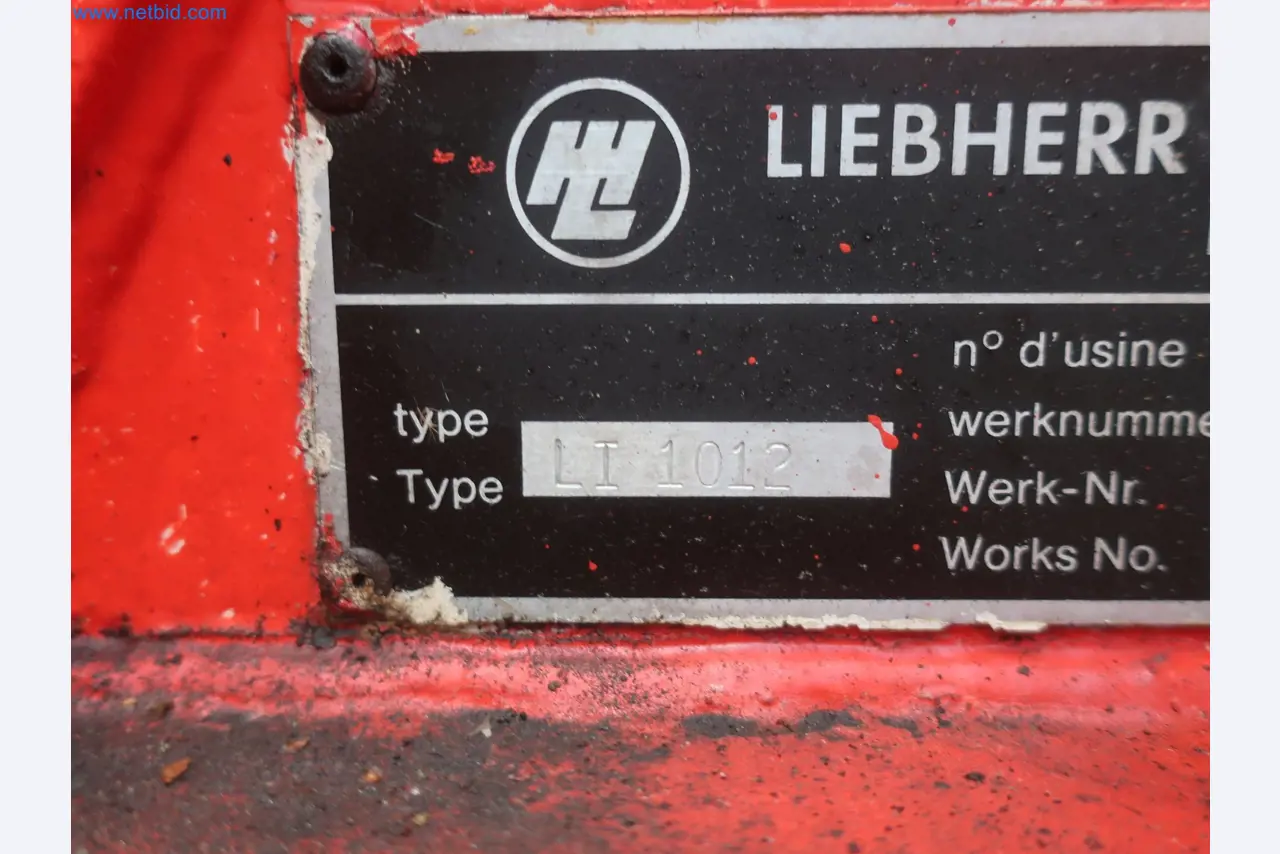 www.netbid.com
LIEBHERR
n° d'usine
type
LI 1012
werknumme
Type
Werk-Nr.
Works No.